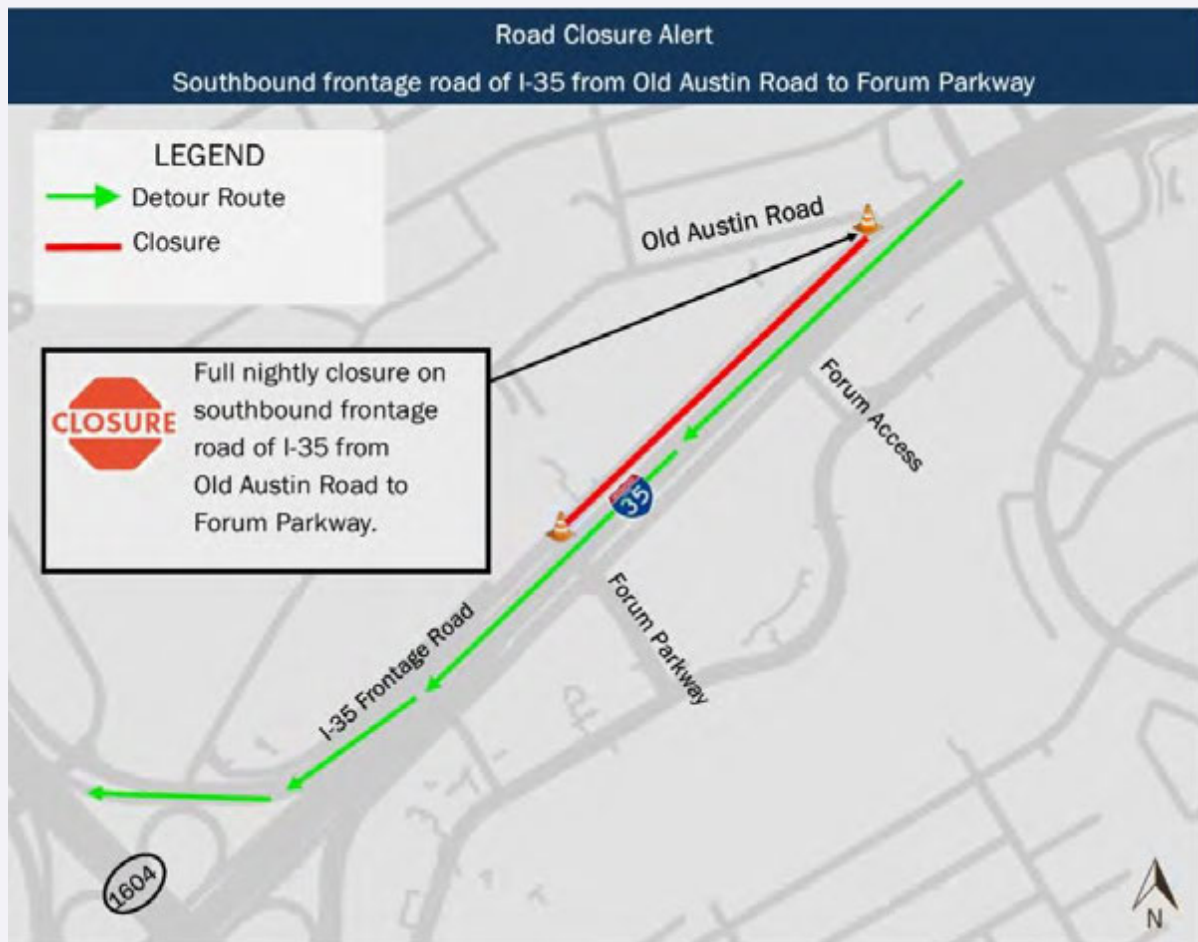 Road Closure Alert
Southbound frontage road of I-35 from Old Austin Road to Forum Parkway
LEGEND
Detour Route
Closure
Old Austin Road
CLOSURE
Full nightly closure on
southbound frontage
road of I-35 from
Old Austin Road to
Forum Parkway.
Forum Access
35
Forum Parkway
I-35 Frontage Road
1604
N